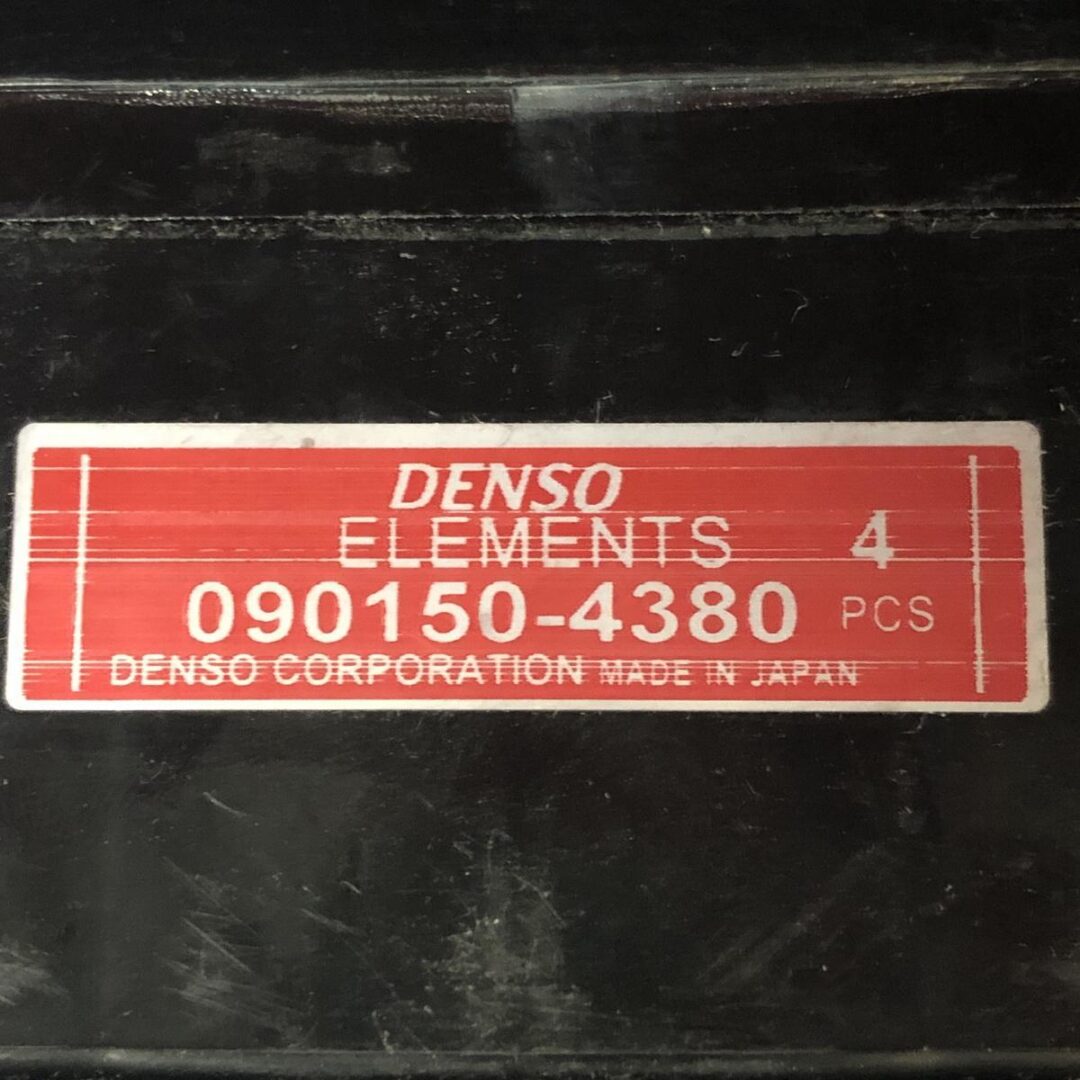 DENSO
ELEMENTS 4
090150-4380 PCS
DENSO CORPORATION MADE IN JAPAN